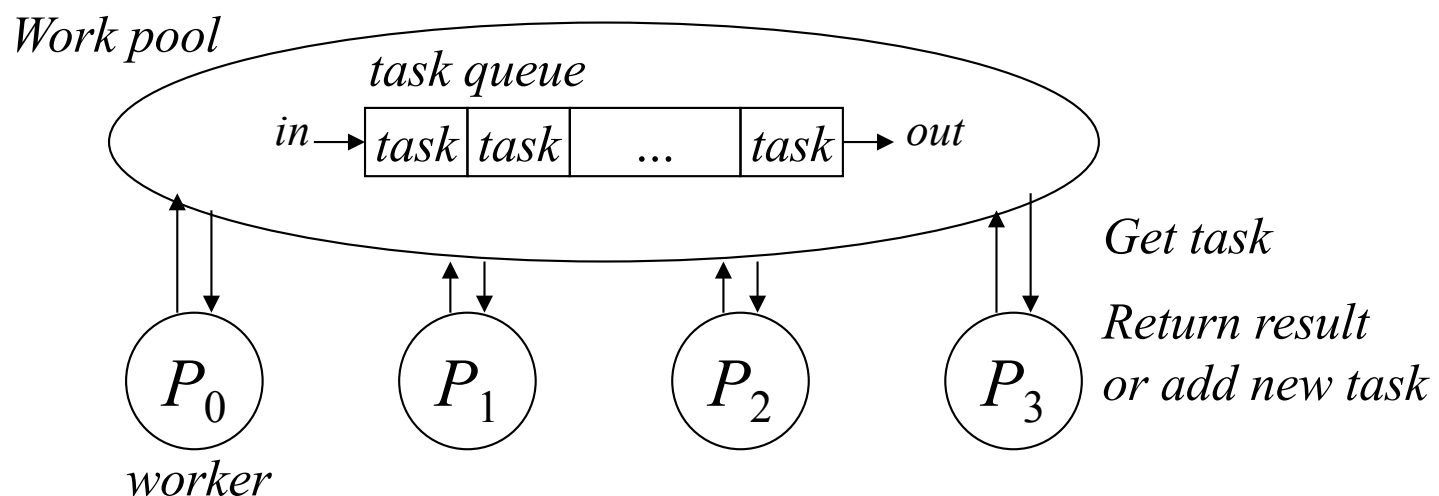 Work pool
task queue
in task task ... task out
Get task
Return result
or add new task
P0 P1 P2 P3
worker